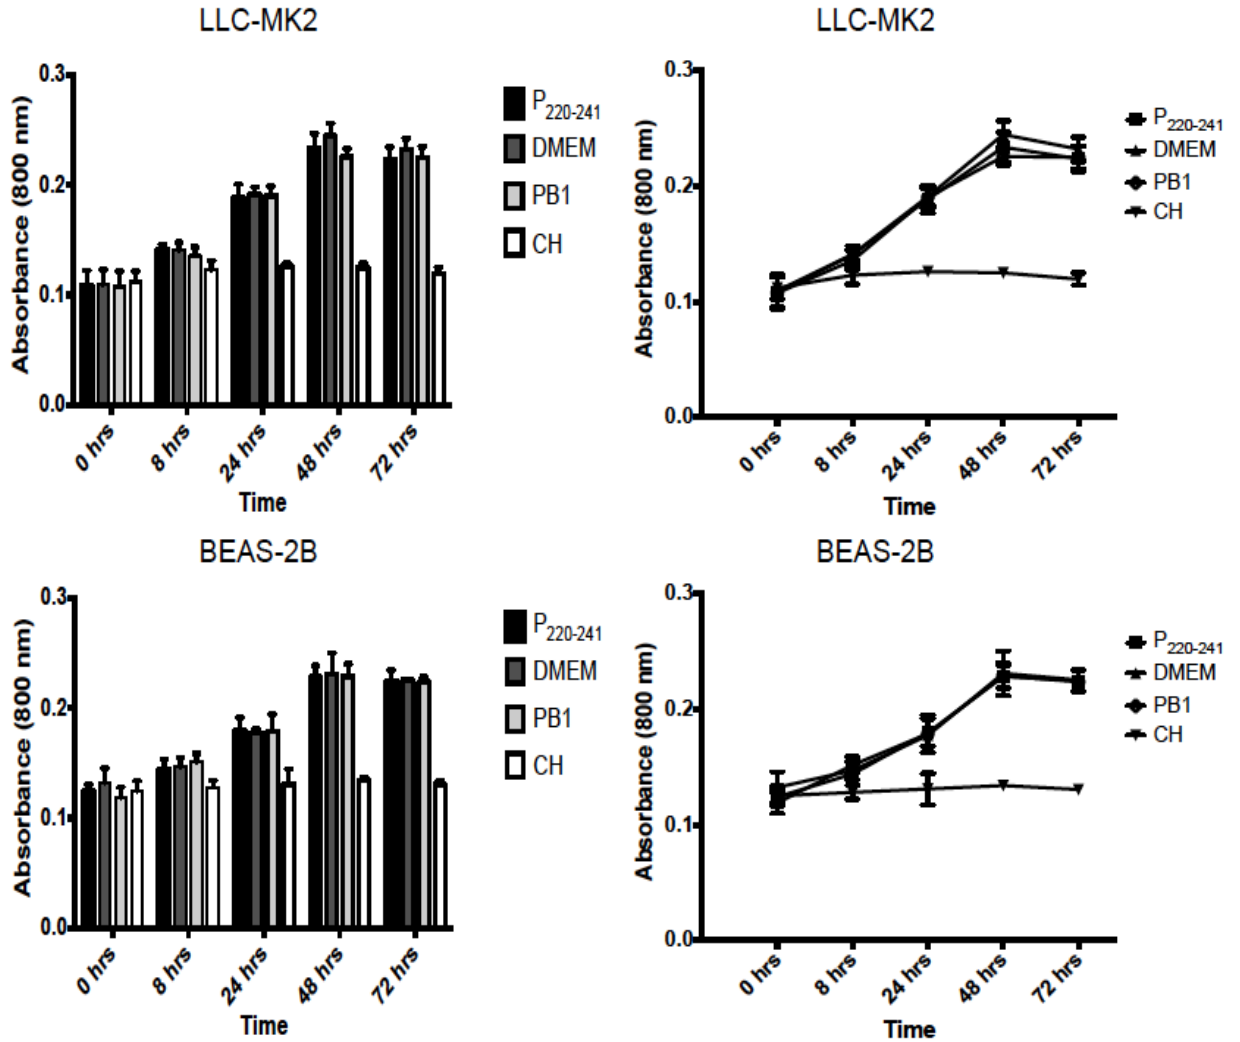 LLC-MK2
Absorbance (800 nm)
0.3
0.2
0.1
0.0
0 hrs
8 hrs
24 hrs
48 hrs
72 hrs
Time
P220-241
DMEM
PB1
CH
LLC-MK2
Absorbance (800 nm)
0.3
0.2
0.1
0.0
0 hrs
8 hrs
24 hrs
48 hrs
72 hrs
Time
P220-241
DMEM
PB1
CH
BEAS-2B
Absorbance (800 nm)
0.3
0.2
0.1
0.0
0 hrs
8 hrs
24 hrs
48 hrs
72 hrs
Time
P220-241
DMEM
PB1
CH
BEAS-2B
Absorbance (800 nm)
0.3
0.2
0.1
0.0
0 hrs
8 hrs
24 hrs
48 hrs
72 hrs
Time
P220-241
DMEM
PB1
CH